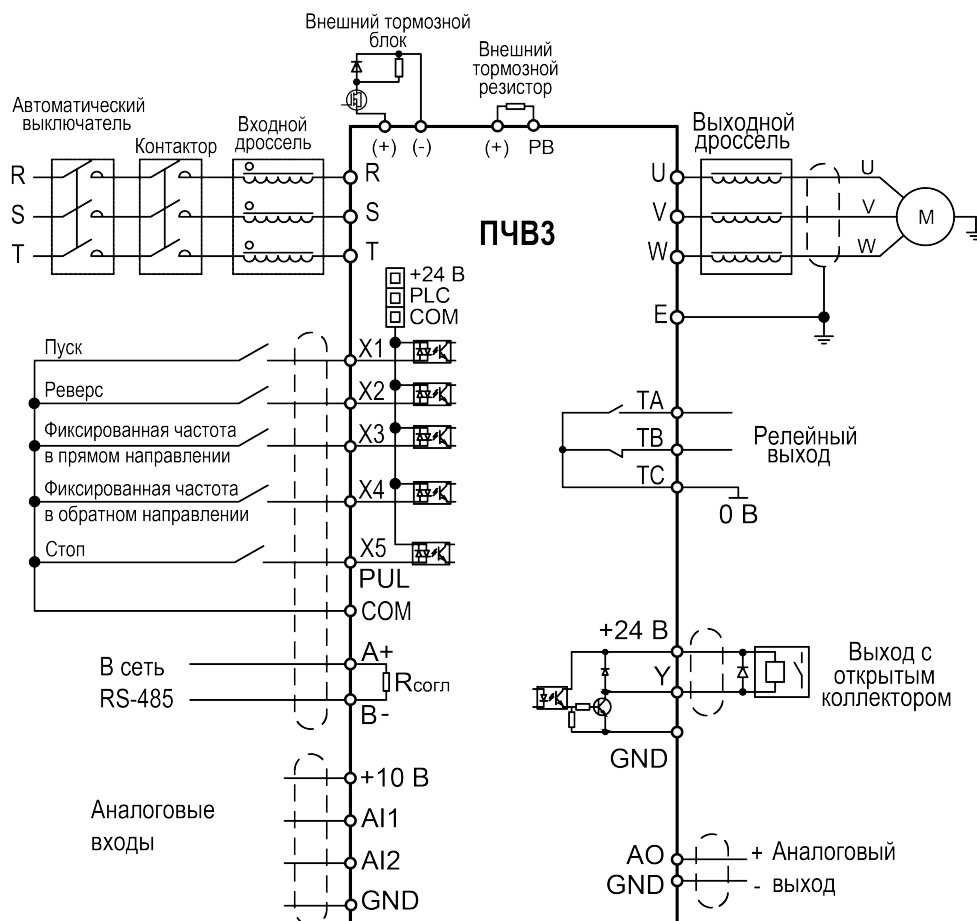 Внешний тормозной
блок
Внешний
тормозной
резистор
Автоматический
выключатель
Контактор
Входной
дроссель
Выходной
дроссель
(+)
(-)
(+)
PB
R
S
T
R
S
T
ПЧВ3
U
V
W
U
V
W
M
+24 В
PLC
COM
E
Пуск
X1
Реверс
X2
Фиксированная частота
в прямом направлении
X3
Фиксированная частота
в обратном направлении
X4
Стоп
X5
PUL
COM
TA
TB
TC
Релейный
выход
0 В
В сеть
RS-485
A+
Rсогл
B-
+24 В
Y
GND
Выход с
открытым
коллектором
Аналоговые
входы
+10 В
AI1
AI2
GND
AO
GND
+ Аналоговый
- выход